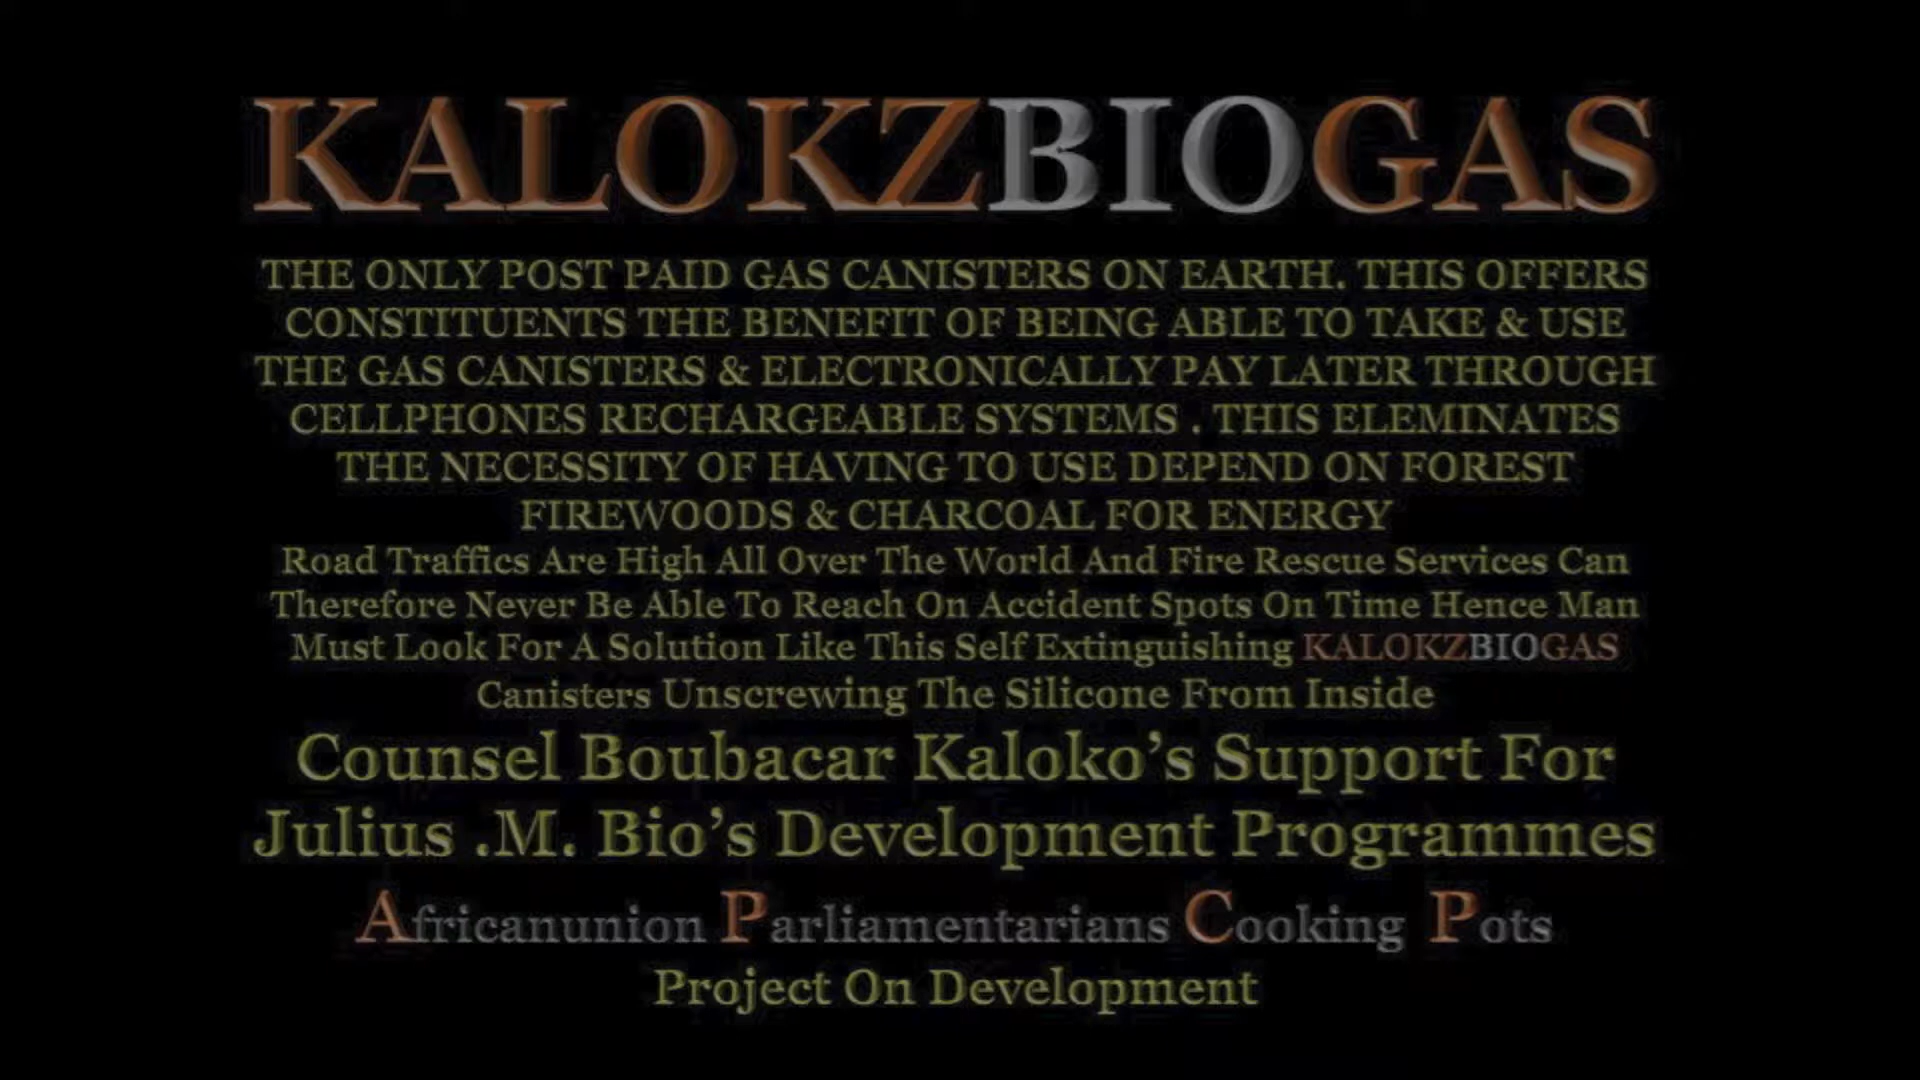 KALOKZBIOGAS
THE ONLY POST PAID GAS CANISTERS ON EARTH. THIS OFFERS
CONSTITUENTS THE BENEFIT OF BEING ABLE TO TAKE & USE
THE GAS CANISTERS & ELECTRONICALLY PAY LATER THROUGH
CELLPHONES RECHARGEABLE SYSTEMS . THIS ELEMINATES
THE NECESSITY OF HAVING TO USE DEPEND ON FOREST
FIREWOODS & CHARCOAL FOR ENERGY
Road Traffics Are High All Over The World And Fire Rescue Services Can
Therefore Never Be Able To Reach On Accident Spots On Time Hence Man
Must Look For A Solution Like This Self Extinguishing KALOKZBIOGAS
Canisters Unscrewing The Silicone From Inside
Counsel Boubacar Kaloko’s Support For
Julius .M. Bio’s Development Programmes
Africanunion Parliamentarians Cooking Pots
Project On Development